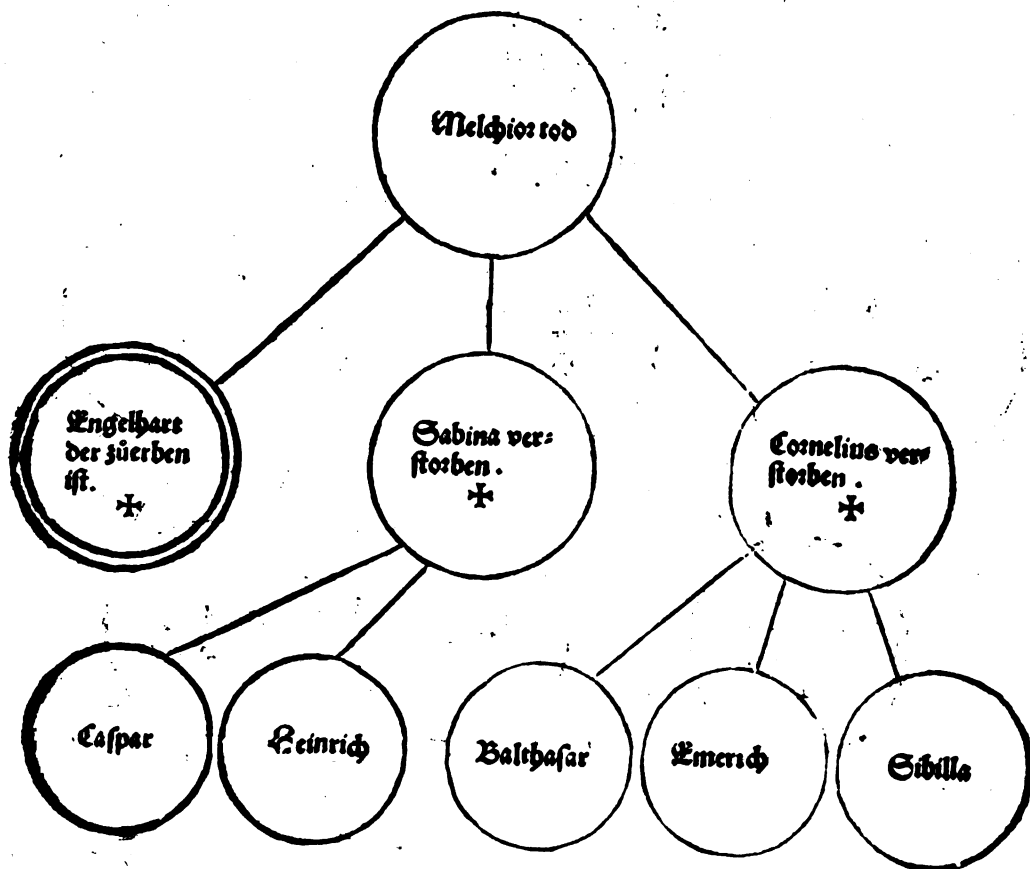 Melchior tod
Engelhart
der zůerben
ist.
✠
Sabina ver⸗
ſtorben.
✠
Cornelius ver⸗
ſtorben.
✠
Caſpar
Heinrich
Balthaſar
Emerich
Sibilla